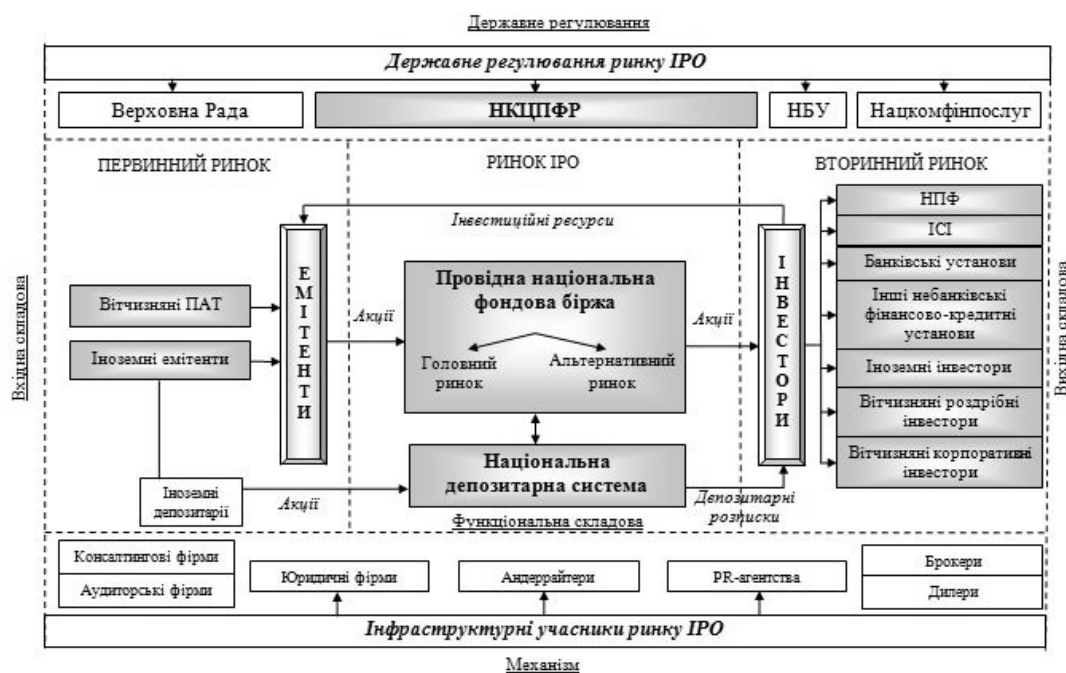 Державне регулювання
Державне регулювання ринку ІРО
Верховна Рада
НКЦПФР
НБУ
Нацкомфінпослуг
ПЕРВИННИЙ РИНОК
РИНОК ІРО
ВТОРИННИЙ РИНОК
Вхідна складова
Вітчизняні ПАТ
Іноземні емітенти
Іноземні
депозитарії
ЕМІТЕНТИ
Інвестиційні ресурси
Акції
Провідна національна
фондова біржа
Головний
ринок
Альтернативний
ринок
Акції
Акції
Національна
депозитарна система
Депозитарні
розписки
Функціональна складова
ІНВЕСТОРИ
НПФ
ІСІ
Банківські установи
Інші небанківські
фінансово-кредитні
установи
Іноземні інвестори
Вітчизняні роздрібні
інвестори
Вітчизняні корпоративні
інвестори
Вихідна складова
Консалтингові фірми
Аудиторські фірми
Юридичні фірми
Андеррайтери
PR-агентства
Брокери
Дилери
Інфраструктурні учасники ринку ІРО
Механізм